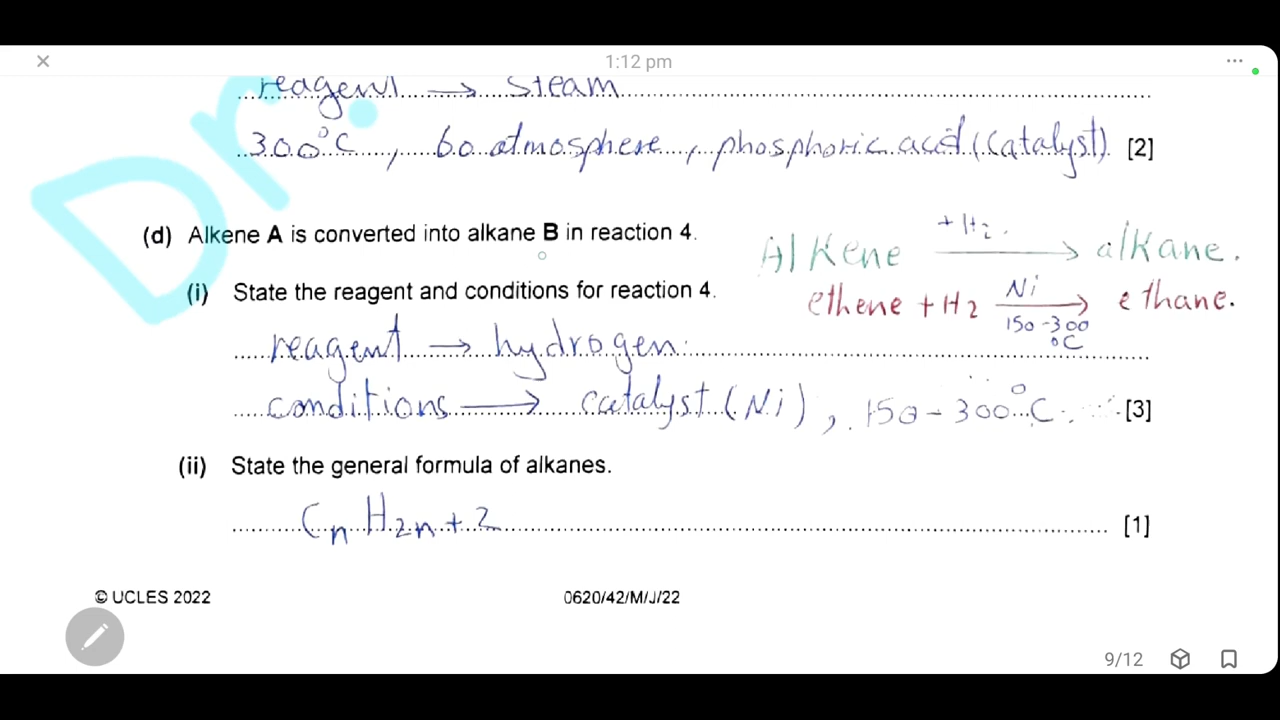 1:12 pm
reagent → steam
300°C, 60 atmosphere, phosphoric acid (catalyst) [2]
Dr.
(d) Alkene A is converted into alkane B in reaction 4.
Alkene + H2 → alkane.
(i) State the reagent and conditions for reaction 4.
ethene + H2 Ni → ethane.
150-300 °C
reagent → hydrogen.
conditions → catalyst (Ni), 150-300°C. [3]
(ii) State the general formula of alkanes.
CnH2n+2 [1]
© UCLES 2022 0620/42/M/J/22
9/12